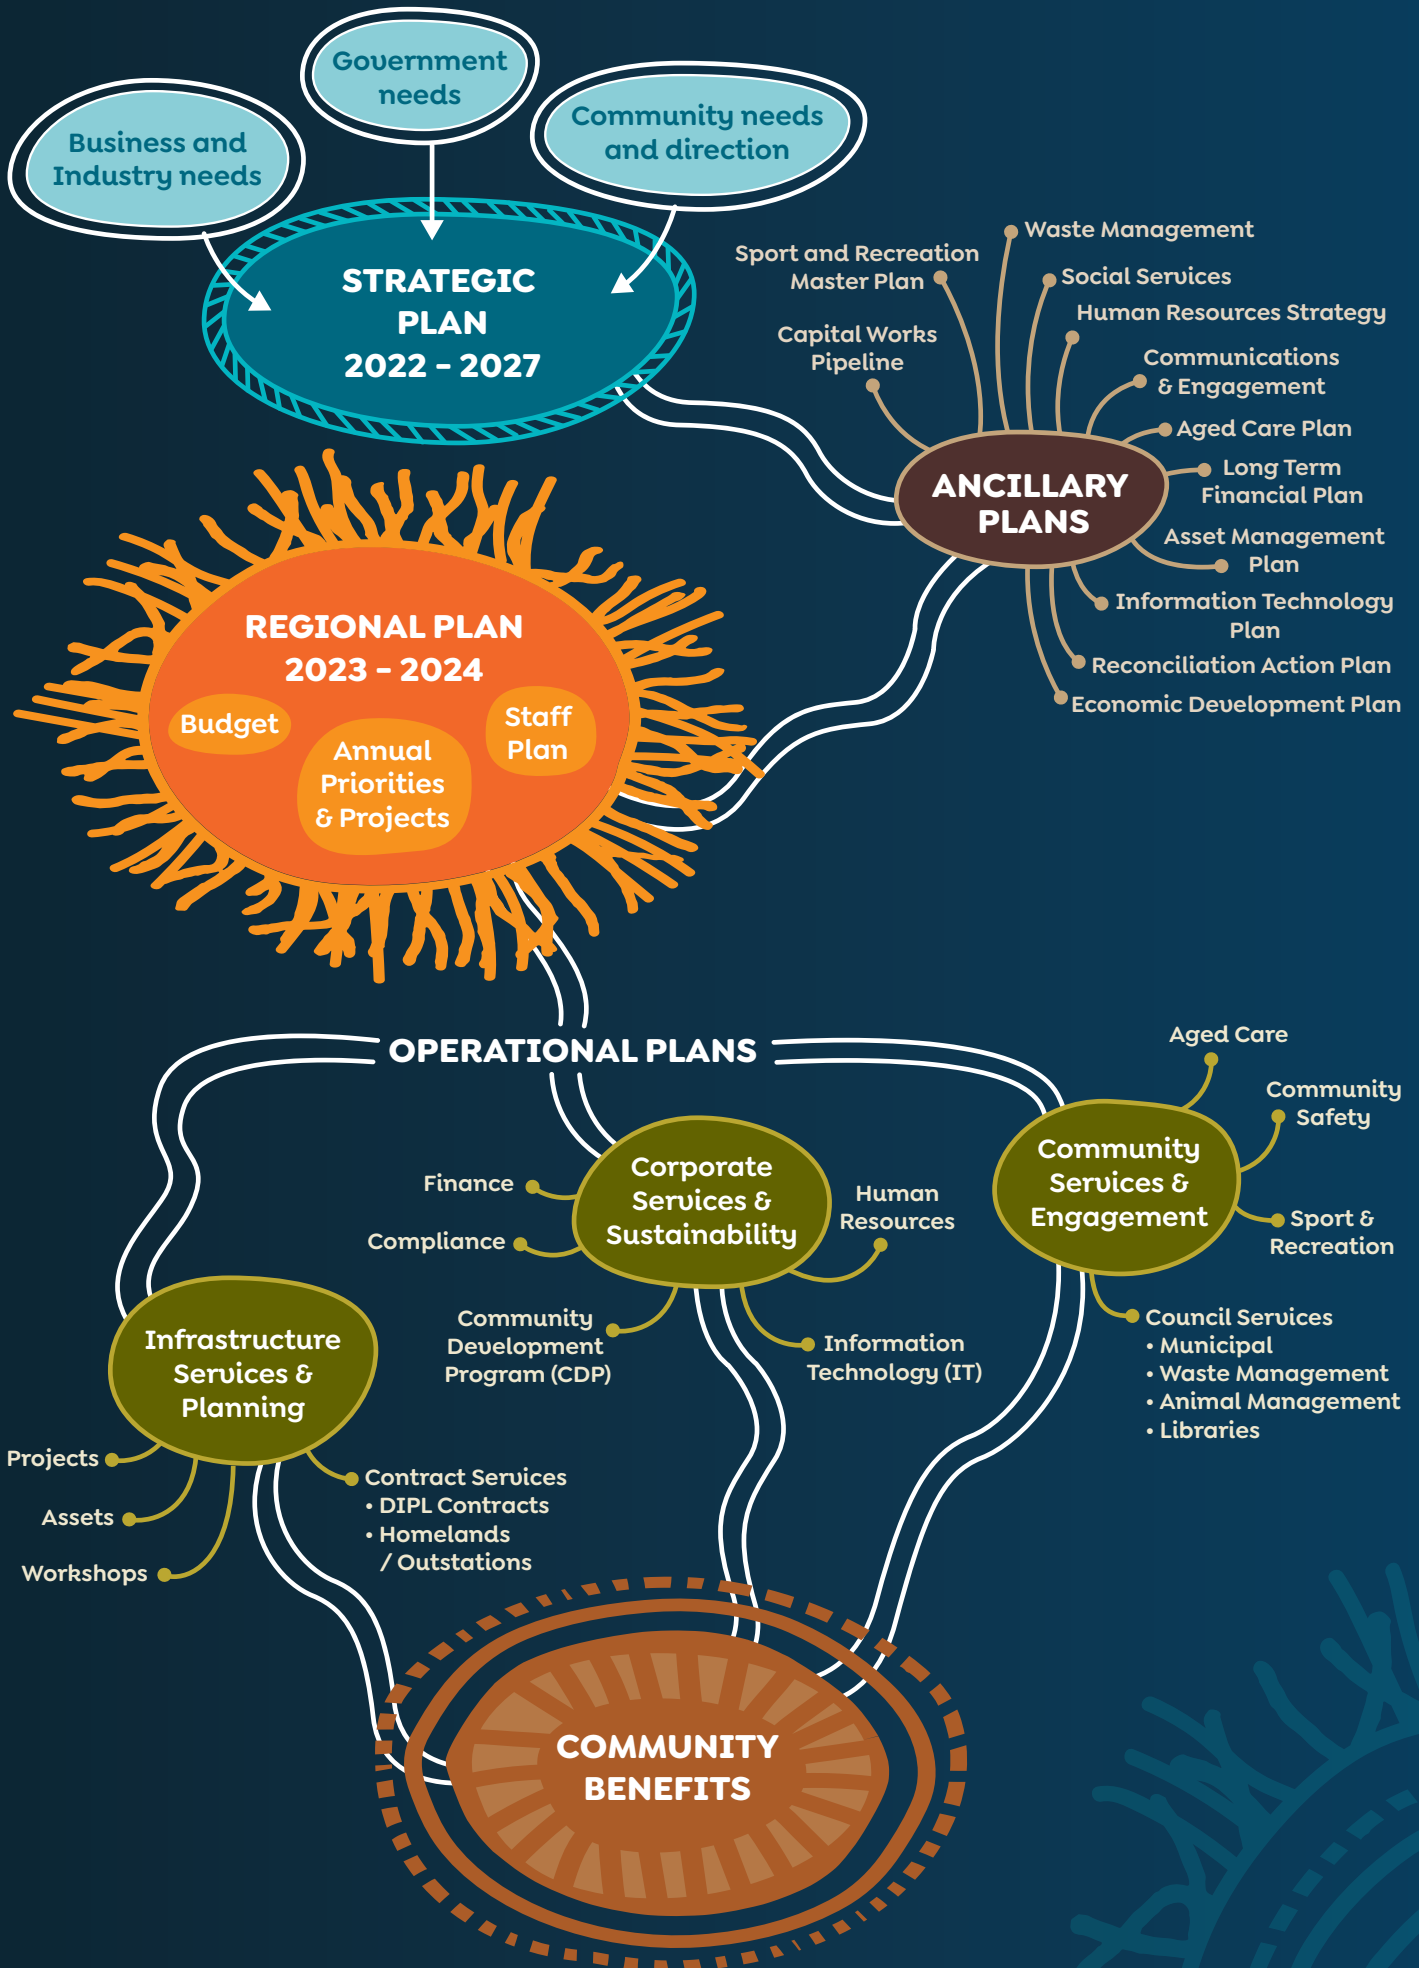 Government
needs
Business and
Industry needs
Community needs
and direction
STRATEGIC
PLAN
2022 – 2027
Waste Management
Sport and Recreation
Master Plan
Social Services
Human Resources Strategy
Capital Works
Pipeline
Communications
& Engagement
Aged Care Plan
Long Term
Financial Plan
ANCILLARY
PLANS
Asset Management
Plan
Information Technology
Plan
Reconciliation Action Plan
Economic Development Plan
REGIONAL PLAN
2023 – 2024
Budget
Annual
Priorities
& Projects
Staff
Plan
OPERATIONAL PLANS
Infrastructure
Services &
Planning
Projects
Assets
Workshops
Contract Services
• DIPL Contracts
• Homelands
/ Outstations
Corporate
Services &
Sustainability
Finance
Compliance
Community
Development
Program (CDP)
Human
Resources
Information
Technology (IT)
Community
Services &
Engagement
Aged Care
Community
Safety
Sport &
Recreation
Council Services
• Municipal
• Waste Management
• Animal Management
• Libraries
COMMUNITY
BENEFITS